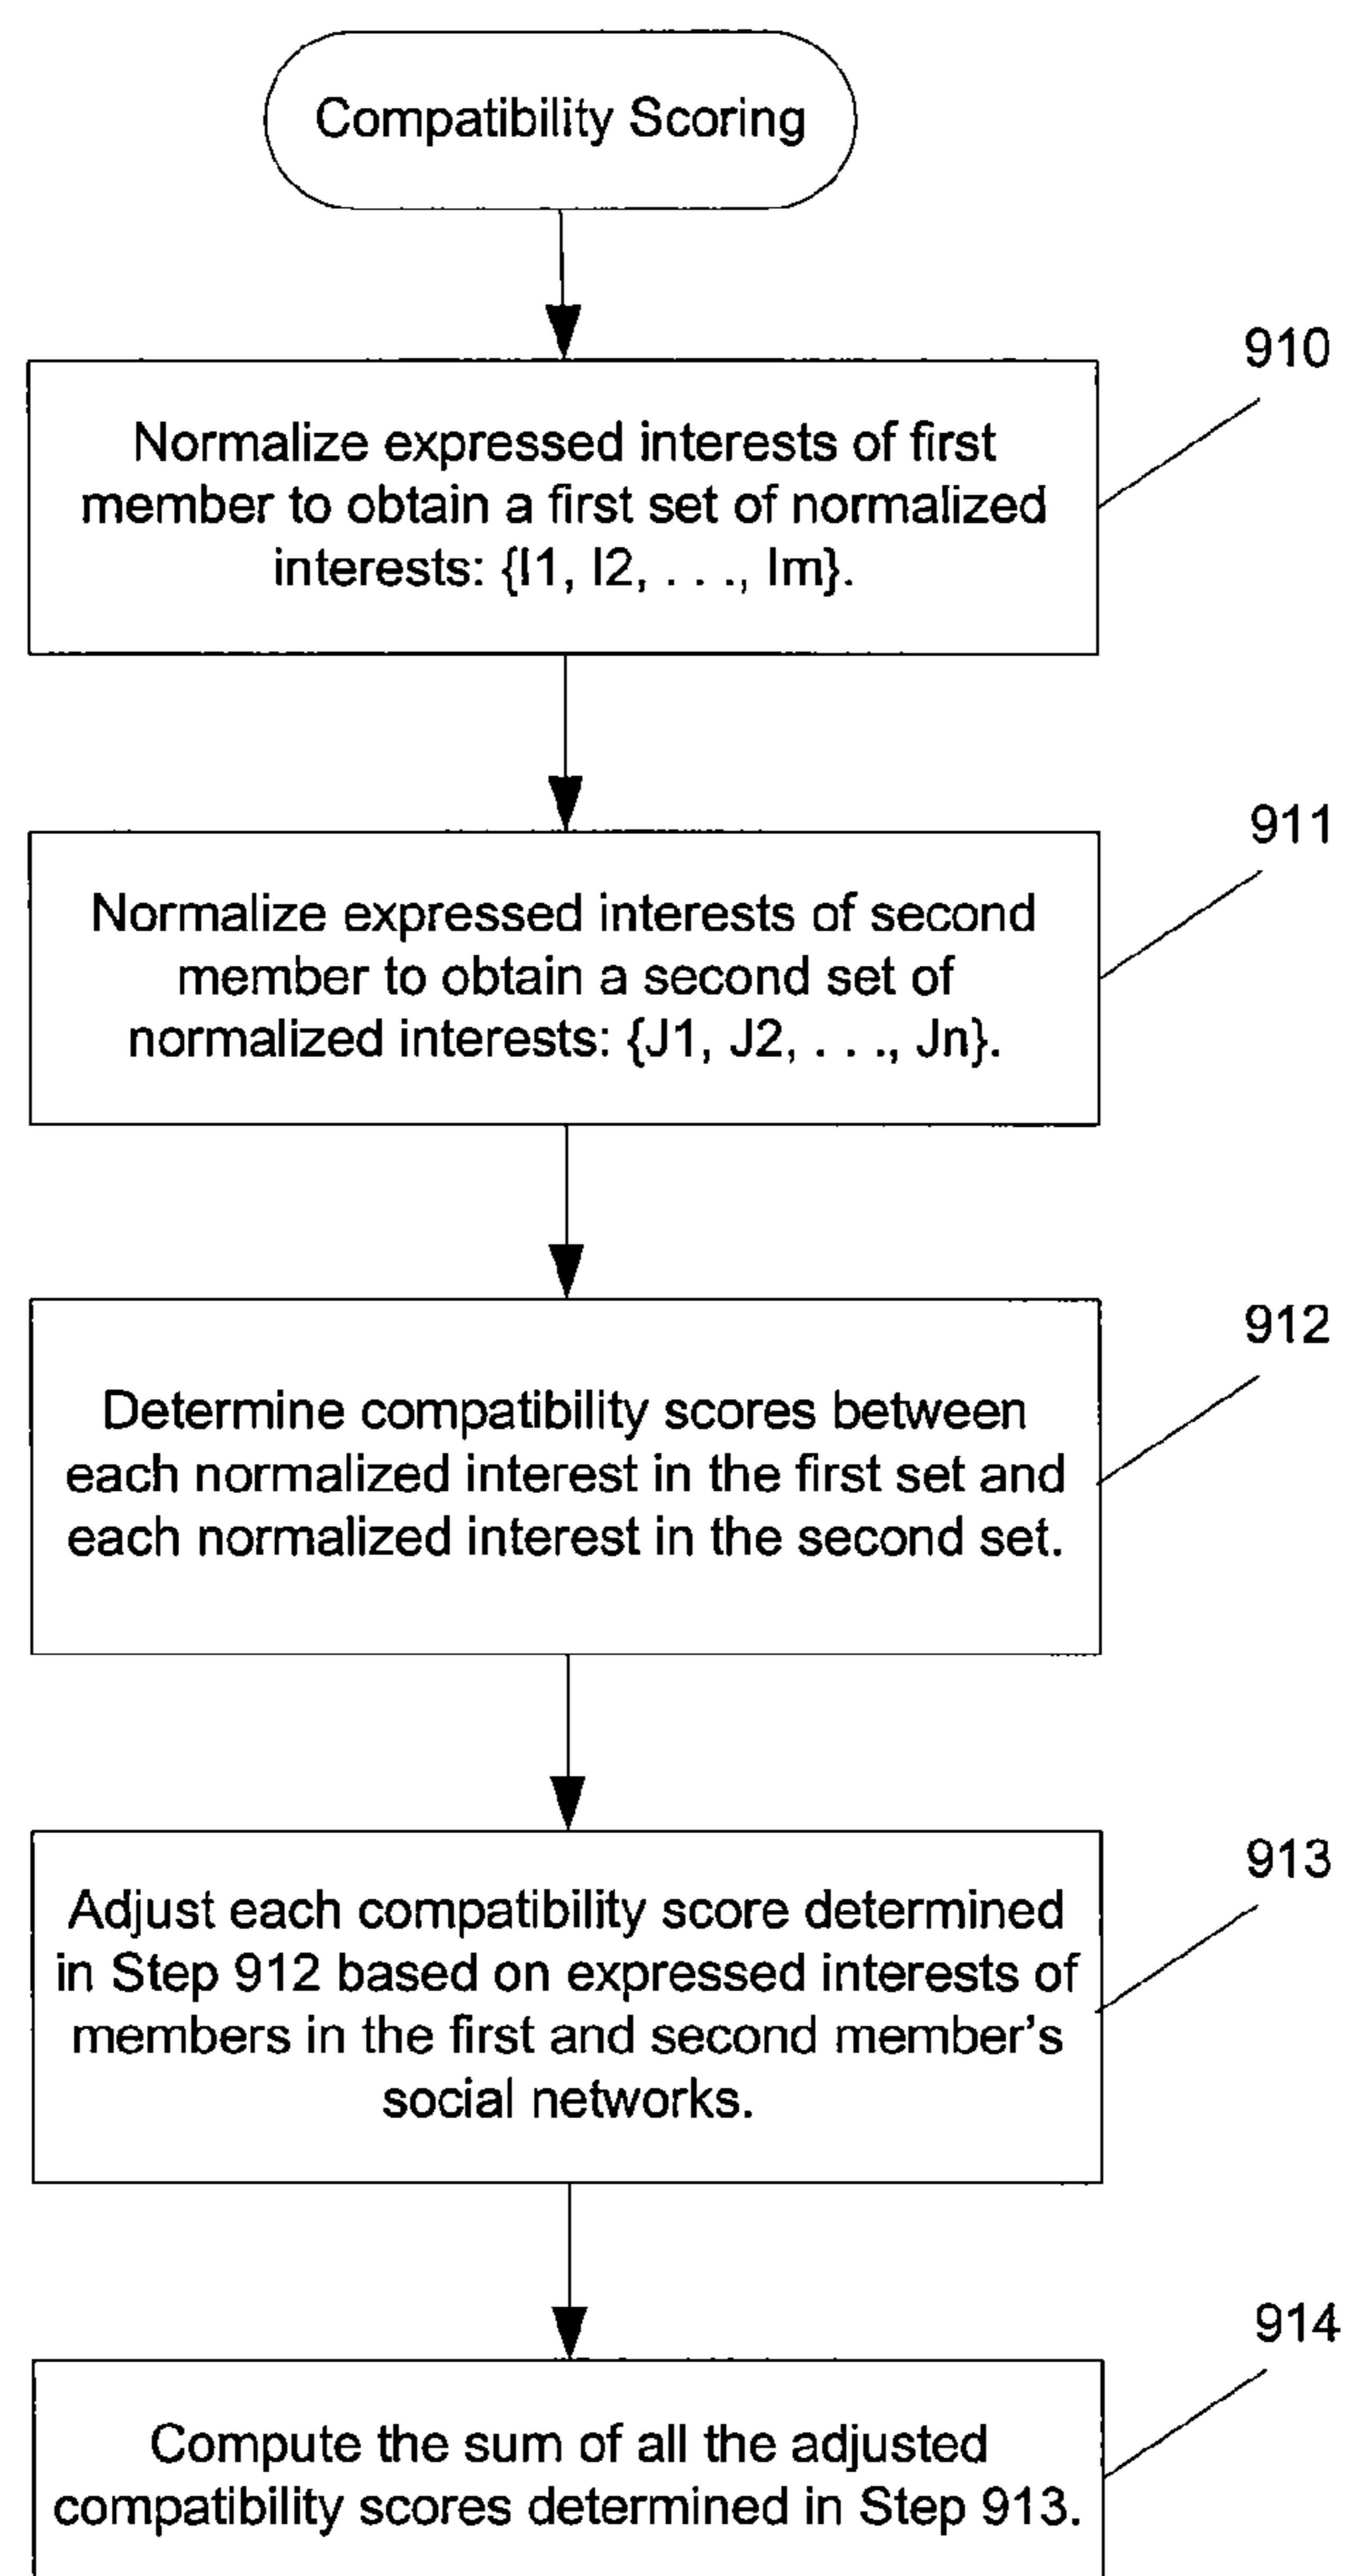 Compatibility Scoring
910
Normalize expressed interests of first
member to obtain a first set of normalized
interests: {I1, I2, . . ., Im}.
911
Normalize expressed interests of second
member to obtain a second set of
normalized interests: {J1, J2, . . ., Jn}.
912
Determine compatibility scores between
each normalized interest in the first set and
each normalized interest in the second set.
913
Adjust each compatibility score determined
in Step 912 based on expressed interests of
members in the first and second member's
social networks.
914
Compute the sum of all the adjusted
compatibility scores determined in Step 913.